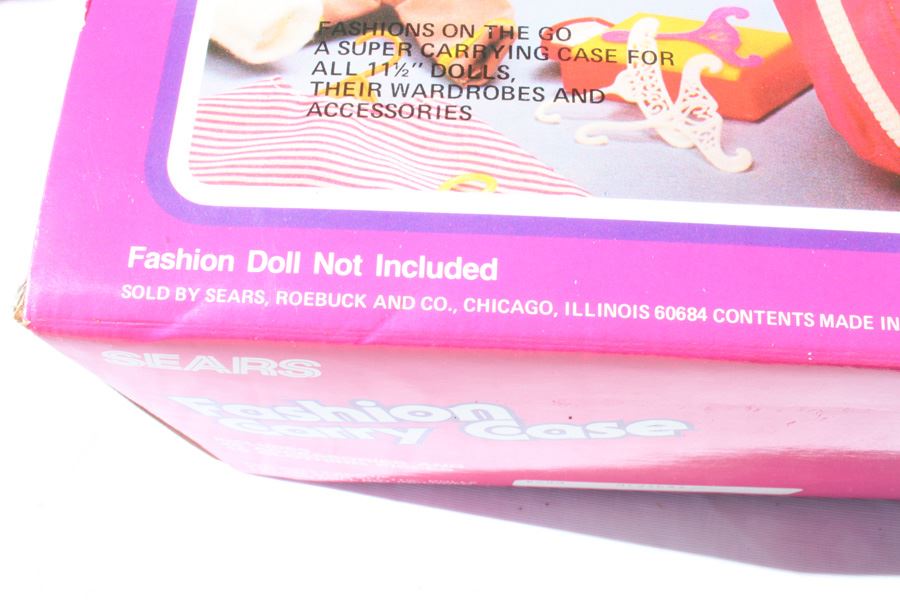 FASHIONS ON THE GO
A SUPER CARRYING CASE FOR
ALL 11½" DOLLS,
THEIR WARDROBES AND
ACCESSORIES
Fashion Doll Not Included
SOLD BY SEARS, ROEBUCK AND CO., CHICAGO, ILLINOIS 60684 CONTENTS MADE IN
SEARS
Fashion
Carry Case